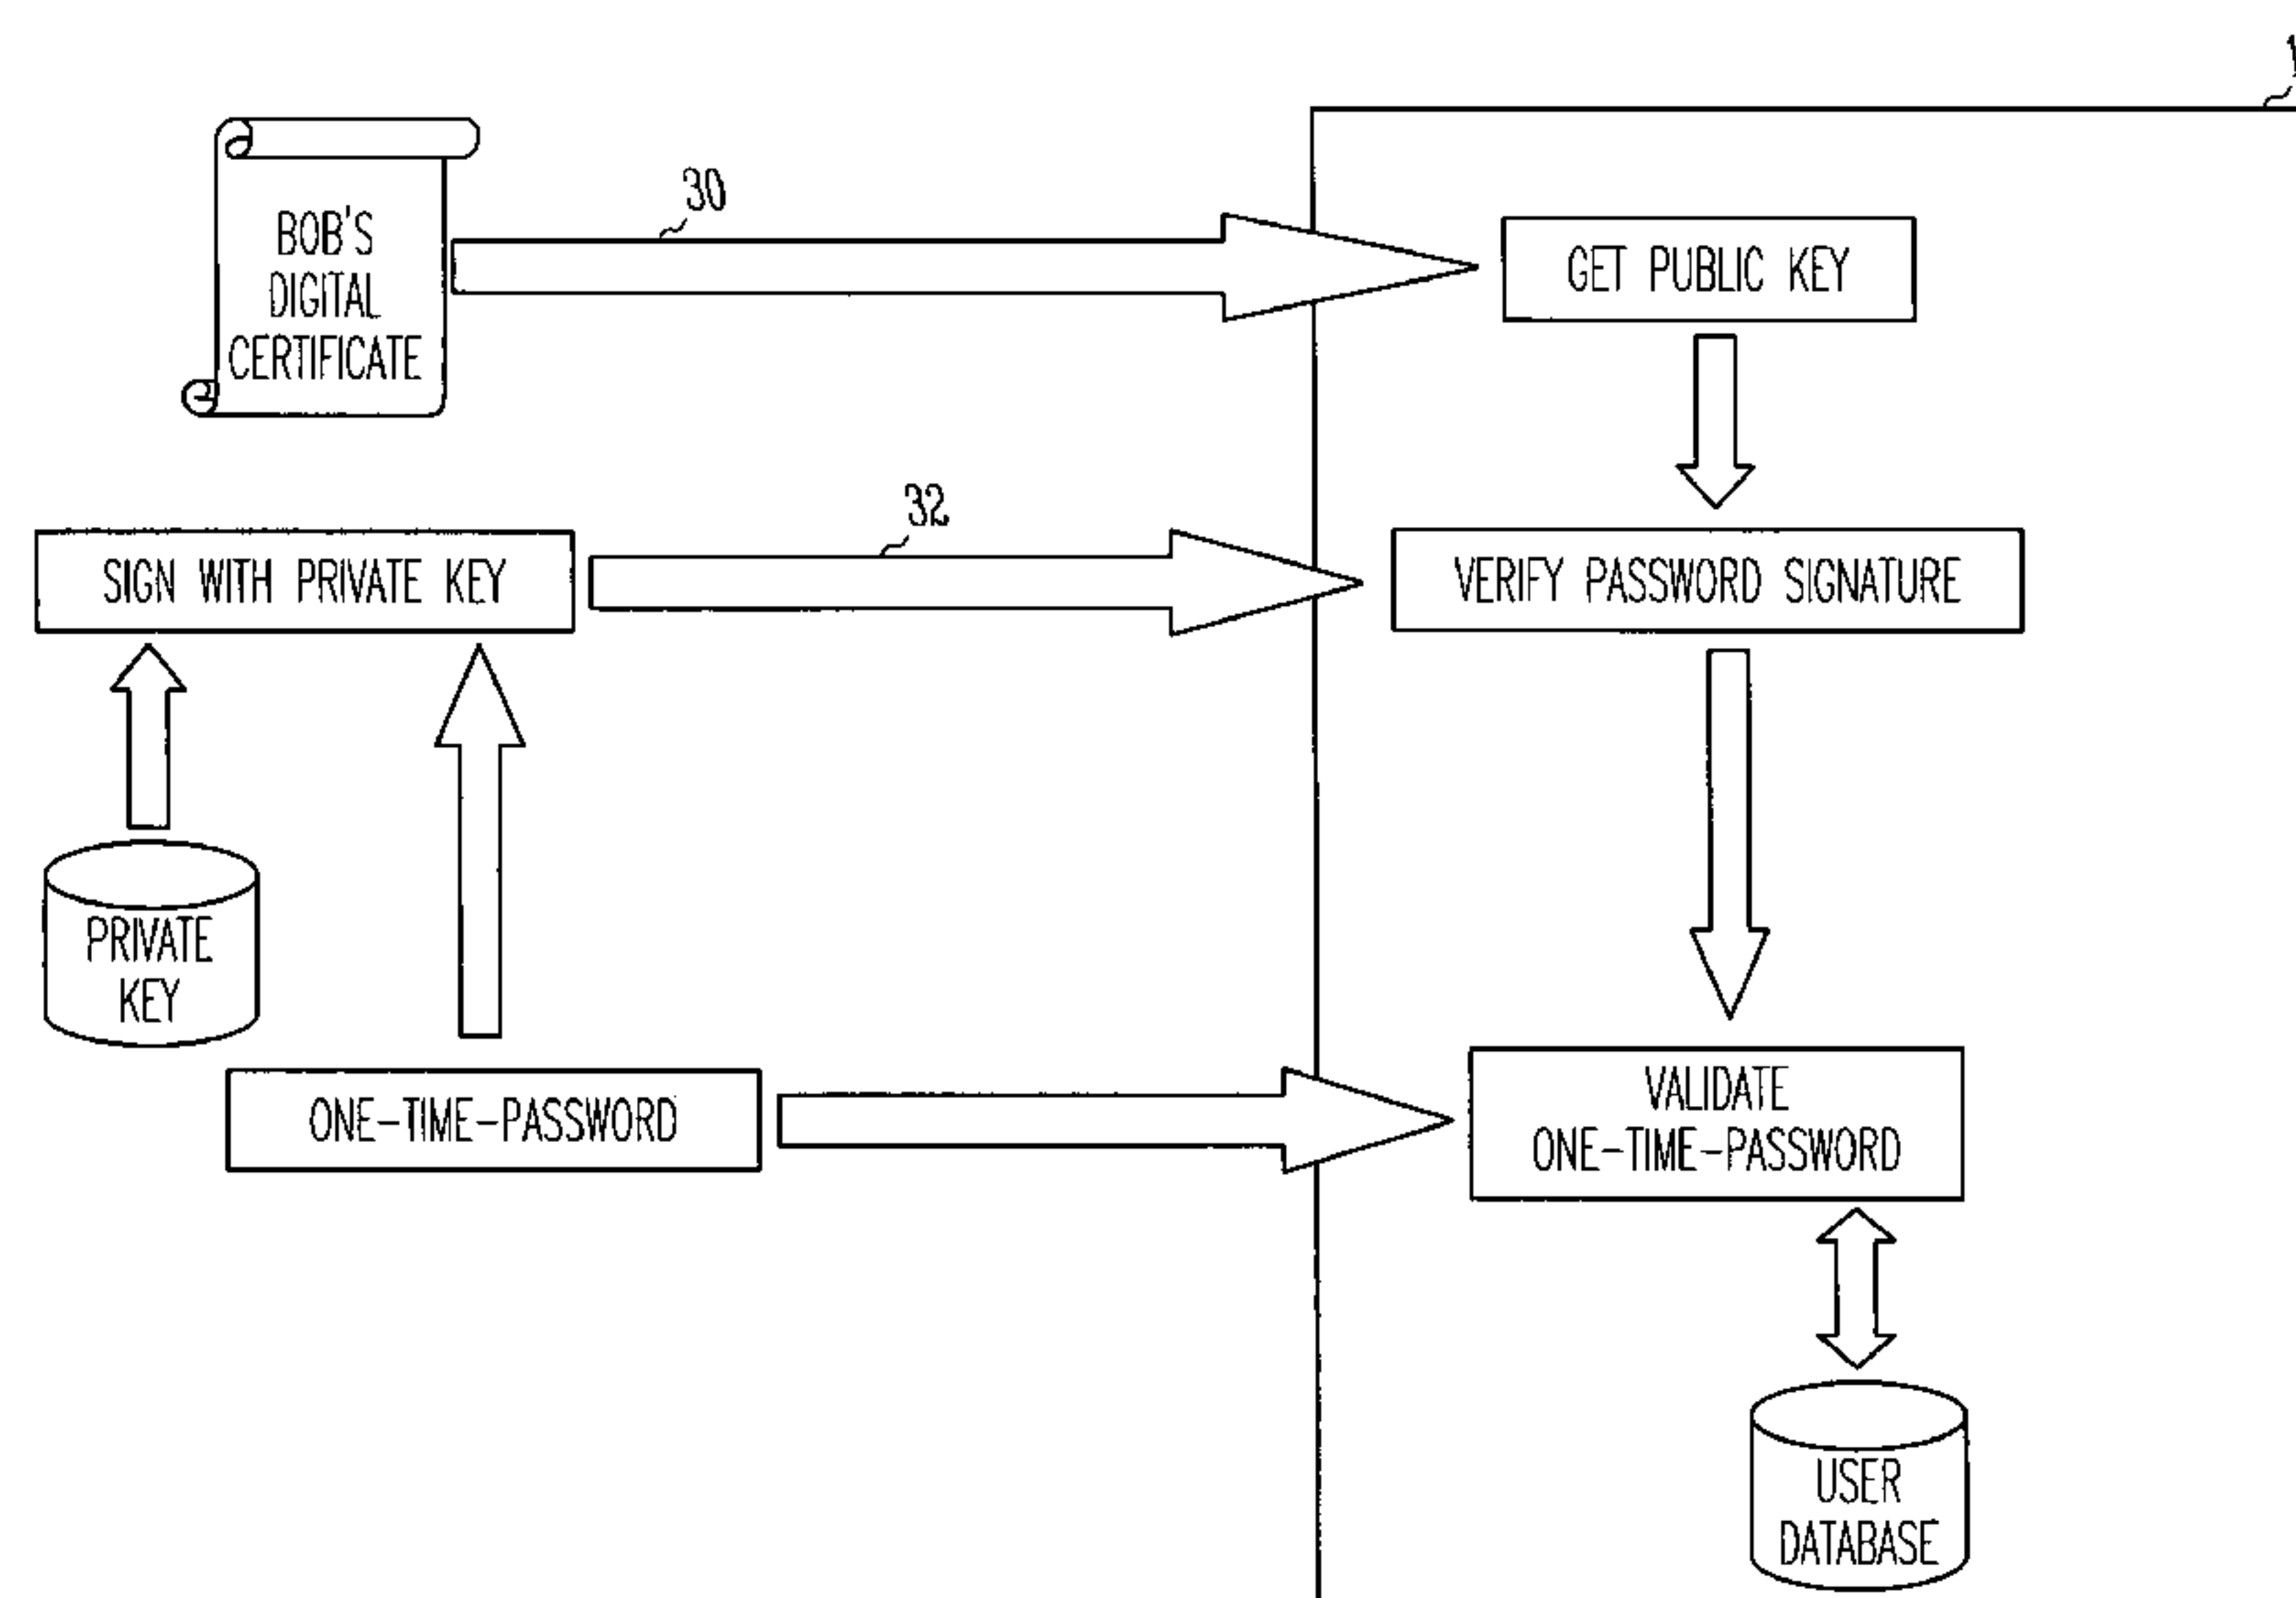 30
BOB'S
DIGITAL
CERTIFICATE
GET PUBLIC KEY
32
SIGN WITH PRIVATE KEY
VERIFY PASSWORD SIGNATURE
PRIVATE
KEY
ONE-TIME-PASSWORD
VALIDATE
ONE-TIME-PASSWORD
USER
DATABASE